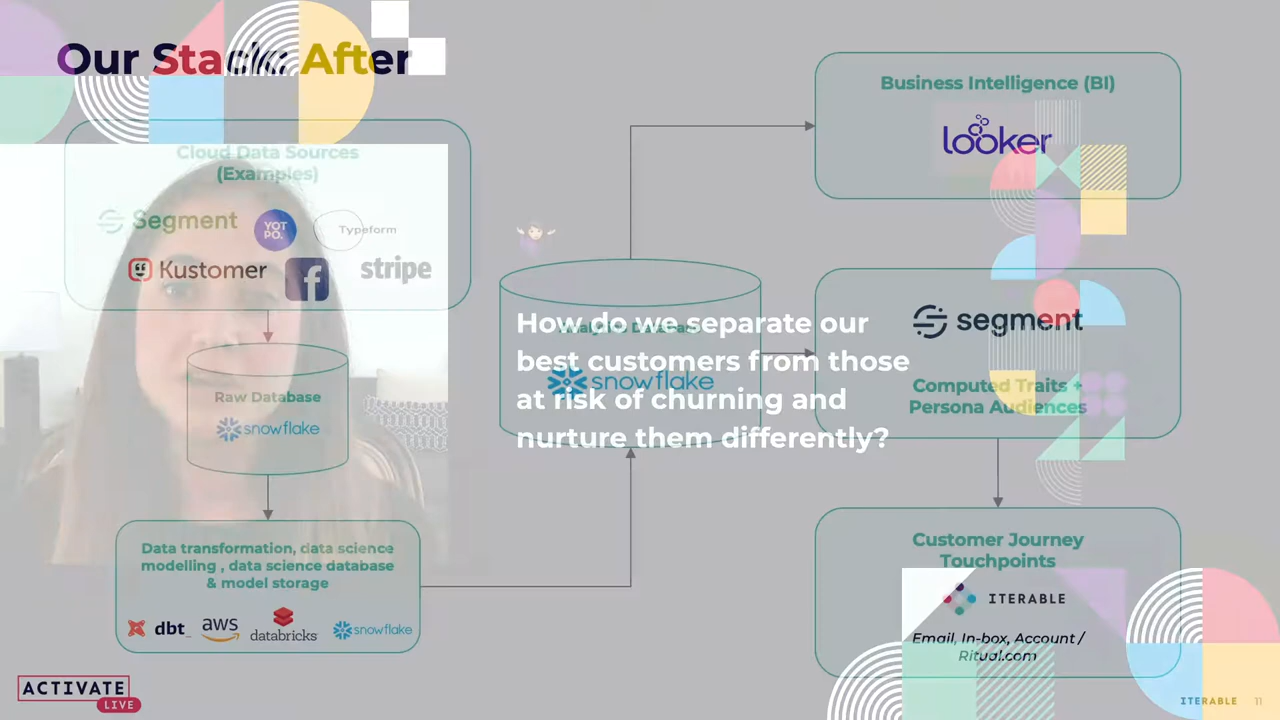 Our Stack After
Cloud Data Sources
(Examples)
Segment
YOT
PO.
Typeform
Kustomer
f
stripe
Raw Database
snowflake
Data transformation, data science
modelling , data science database
& model storage
dbt
aws
databricks
snowflake
snowflake
How do we separate our
best customers from those
at risk of churning and
nurture them differently?
Business Intelligence (BI)
looker
segment
Computed Traits +
Persona Audiences
Customer Journey
Touchpoints
ITERABLE
Email, In-box, Account /
Ritual.com
ACTIVATE
LIVE
ITERABLE 11